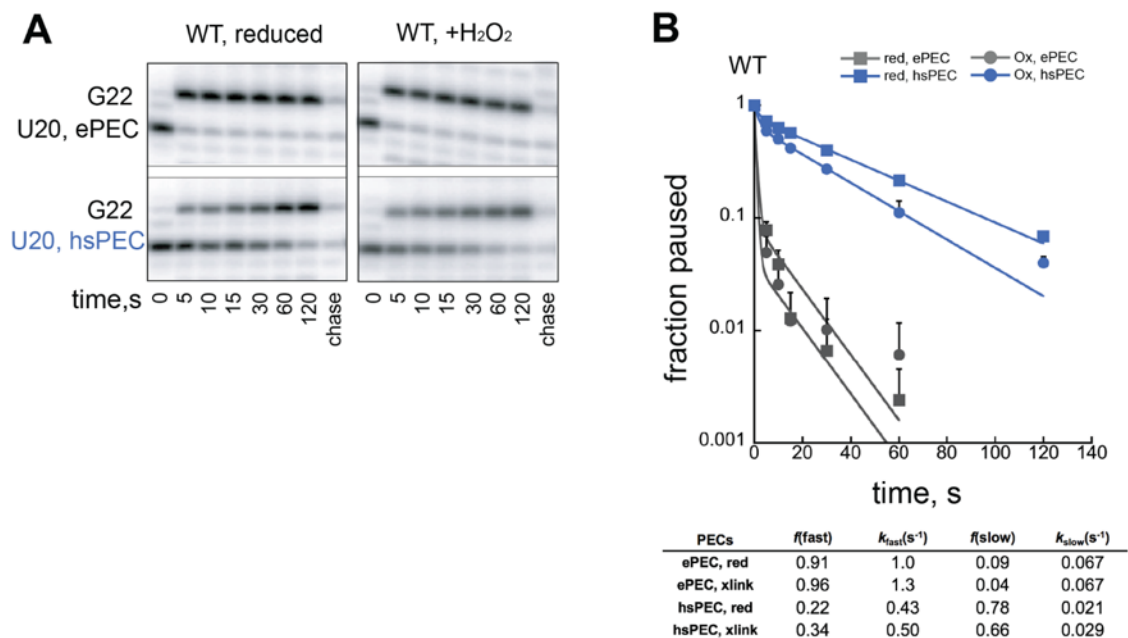 A
WT, reduced
WT, +H₂O₂
G22
U20, ePEC
G22
U20, hsPEC
time,s
0 5 10 15 30 60 120 chase
0 5 10 15 30 60 120 chase
B
WT
red, ePEC
Ox, ePEC
red, hsPEC
Ox, hsPEC
fraction paused
1
0.1
0.01
0.001
0 20 40 60 80 100 120 140
time, s
PECs f(fast) kfast(s⁻¹) f(slow) kslow(s⁻¹)
ePEC, red 0.91 1.0 0.09 0.067
ePEC, xlink 0.96 1.3 0.04 0.067
hsPEC, red 0.22 0.43 0.78 0.021
hsPEC, xlink 0.34 0.50 0.66 0.029